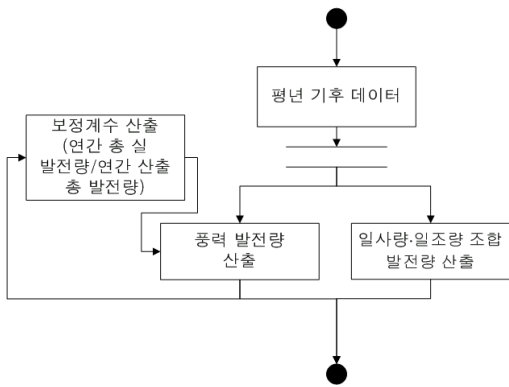 평년 기후 데이터
보정계수 산출
(연간 총 실
발전량/연간 산출
총 발전량)
풍력 발전량
산출
일사량·일조량 조합
발전량 산출